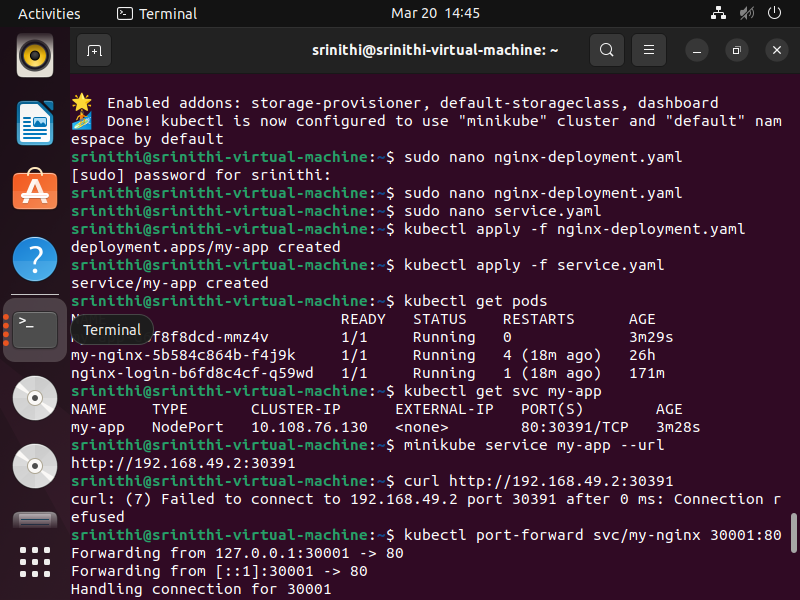 Activities Terminal Mar 20 14:45
srinithi@srinithi-virtual-machine: ~
Enabled addons: storage-provisioner, default-storageclass, dashboard
Done! kubectl is now configured to use "minikube" cluster and "default" nam
espace by default
srinithi@srinithi-virtual-machine:~$ sudo nano nginx-deployment.yaml
[sudo] password for srinithi:
srinithi@srinithi-virtual-machine:~$ sudo nano nginx-deployment.yaml
srinithi@srinithi-virtual-machine:~$ sudo nano service.yaml
srinithi@srinithi-virtual-machine:~$ kubectl apply -f nginx-deployment.yaml
deployment.apps/my-app created
srinithi@srinithi-virtual-machine:~$ kubectl apply -f service.yaml
service/my-app created
srinithi@srinithi-virtual-machine:~$ kubectl get pods
READY STATUS RESTARTS AGE
Terminal
f8f8dcd-mmz4v 1/1 Running 0 3m29s
my-nginx-5b584c864b-f4j9k 1/1 Running 4 (18m ago) 26h
nginx-login-b6fd8c4cf-q59wd 1/1 Running 1 (18m ago) 171m
srinithi@srinithi-virtual-machine:~$ kubectl get svc my-app
NAME TYPE CLUSTER-IP EXTERNAL-IP PORT(S) AGE
my-app NodePort 10.108.76.130 <none> 80:30391/TCP 3m28s
srinithi@srinithi-virtual-machine:~$ minikube service my-app --url
http://192.168.49.2:30391
srinithi@srinithi-virtual-machine:~$ curl http://192.168.49.2:30391
curl: (7) Failed to connect to 192.168.49.2 port 30391 after 0 ms: Connection r
efused
srinithi@srinithi-virtual-machine:~$ kubectl port-forward svc/my-nginx 30001:80
Forwarding from 127.0.0.1:30001 -> 80
Forwarding from [::1]:30001 -> 80
Handling connection for 30001